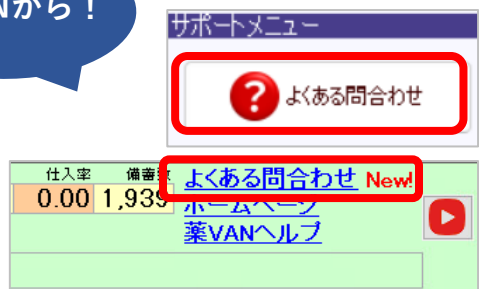 Nから！
サポートメニュー
? よくある問合わせ
仕入率 備蓄数 よくある問合わせ New!
0.00 1,939 ホームページ
薬VANヘルプ